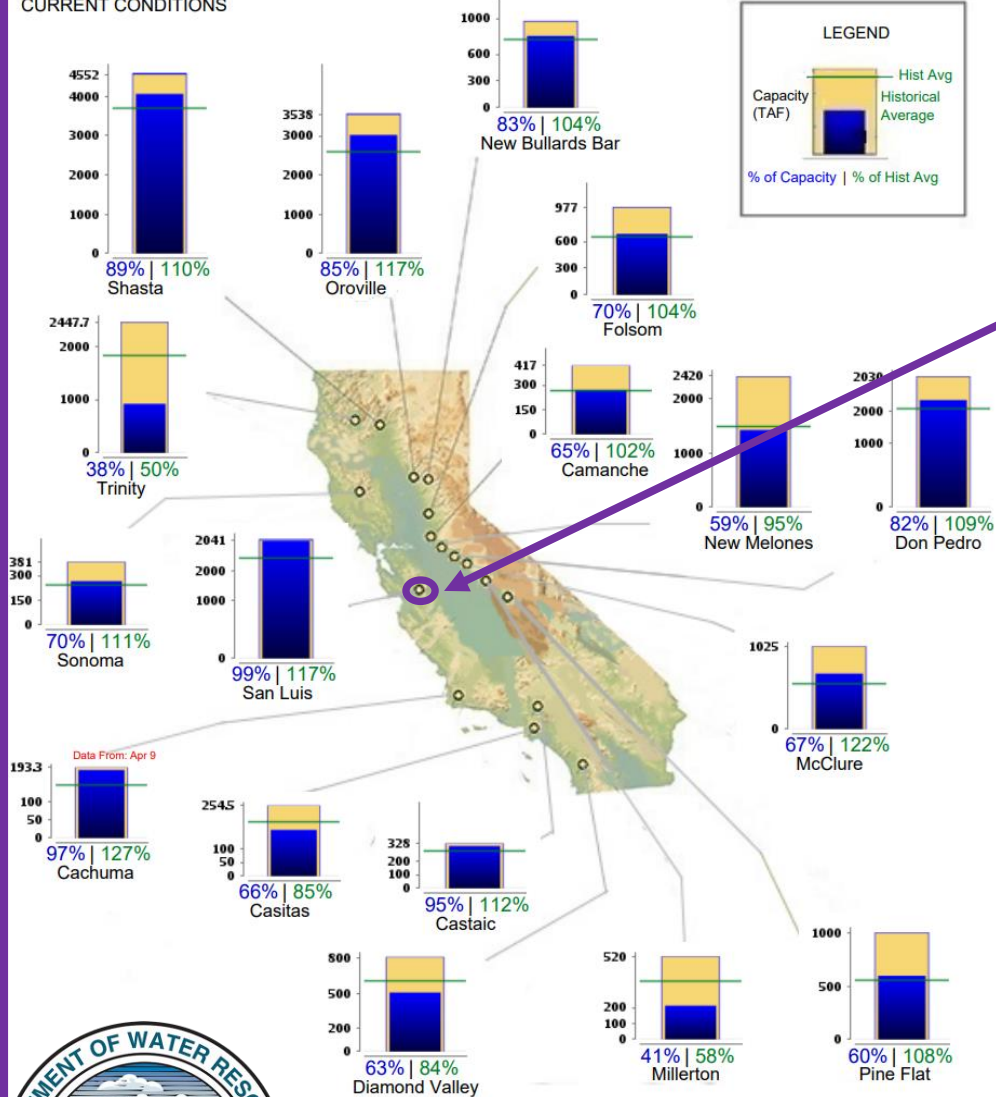 CURRENT CONDITIONS
1000
600
300
0
83% | 104%
New Bullards Bar
LEGEND
Hist Avg
Capacity
(TAF)
Historical
Average
% of Capacity | % of Hist Avg
4552
4000
3000
2000
1000
0
89% | 110%
Shasta
3538
3000
2000
1000
0
85% | 117%
Oroville
977
600
300
0
70% | 104%
Folsom
2447.7
2000
1000
0
38% | 50%
Trinity
417
300
150
0
65% | 102%
Camanche
2420
2000
1000
0
59% | 95%
New Melones
2030
2000
1000
0
82% | 109%
Don Pedro
381
300
150
0
70% | 111%
Sonoma
2041
2000
1000
0
99% | 117%
San Luis
1025
0
67% | 122%
McClure
Data From: Apr 9
193.3
100
50
0
97% | 127%
Cachuma
254.5
100
50
0
66% | 85%
Casitas
328
200
100
0
95% | 112%
Castaic
800
500
200
0
63% | 84%
Diamond Valley
520
200
100
0
41% | 58%
Millerton
1000
500
0
60% | 108%
Pine Flat
MENT OF WATER RESO